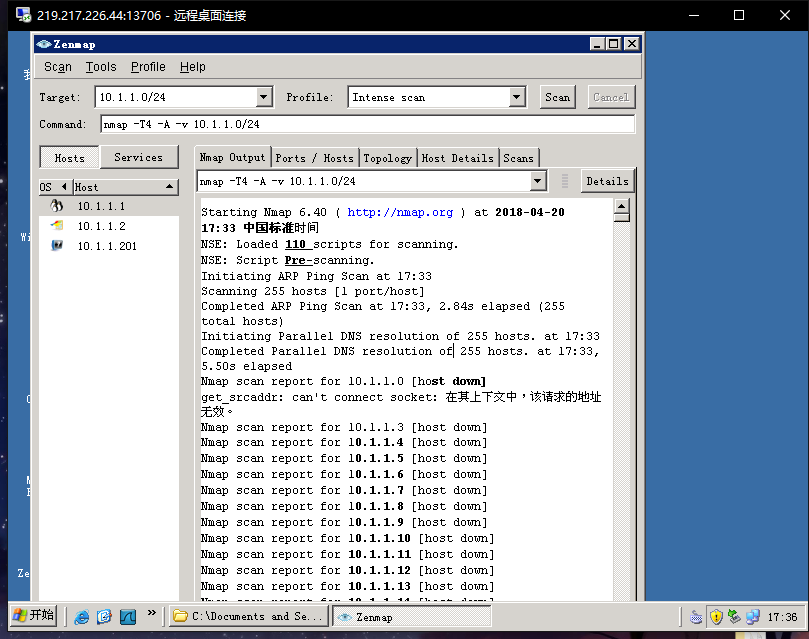 219.217.226.44:13706 - 远程桌面连接
Zenmap
Scan Tools Profile Help
Target: 10.1.1.0/24 Profile: Intense scan Scan Cancel
Command: nmap -T4 -A -v 10.1.1.0/24
Hosts Services
OS Host
10.1.1.1
10.1.1.2
10.1.1.201
Nmap Output Ports / Hosts Topology Host Details Scans
nmap -T4 -A -v 10.1.1.0/24 Details
Starting Nmap 6.40 ( http://nmap.org ) at 2018-04-20
17:33 中国标准时间
NSE: Loaded 110 scripts for scanning.
NSE: Script Pre-scanning.
Initiating ARP Ping Scan at 17:33
Scanning 255 hosts [1 port/host]
Completed ARP Ping Scan at 17:33, 2.84s elapsed (255
total hosts)
Initiating Parallel DNS resolution of 255 hosts. at 17:33
Completed Parallel DNS resolution of 255 hosts. at 17:33,
5.50s elapsed
Nmap scan report for 10.1.1.0 [host down]
get_srcaddr: can't connect socket: 在其上下文中，该请求的地址
无效。
Nmap scan report for 10.1.1.3 [host down]
Nmap scan report for 10.1.1.4 [host down]
Nmap scan report for 10.1.1.5 [host down]
Nmap scan report for 10.1.1.6 [host down]
Nmap scan report for 10.1.1.7 [host down]
Nmap scan report for 10.1.1.8 [host down]
Nmap scan report for 10.1.1.9 [host down]
Nmap scan report for 10.1.1.10 [host down]
Nmap scan report for 10.1.1.11 [host down]
Nmap scan report for 10.1.1.12 [host down]
Nmap scan report for 10.1.1.13 [host down]
开始 » C:\Documents and Se... Zenmap 17:36